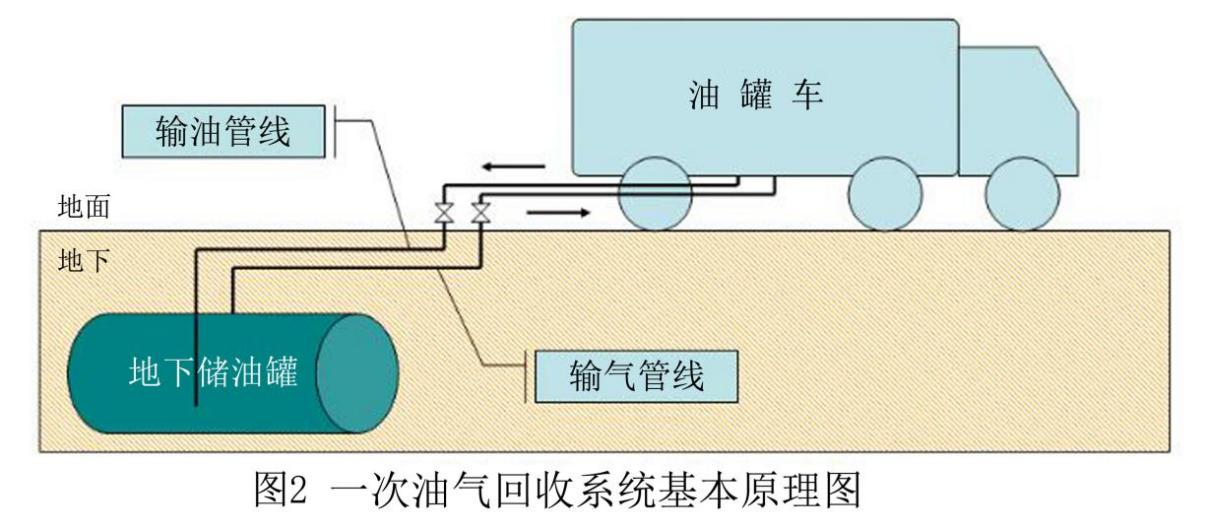 油 罐 车
输油管线
地面
地下
地下储油罐
输气管线
图2 一次油气回收系统基本原理图